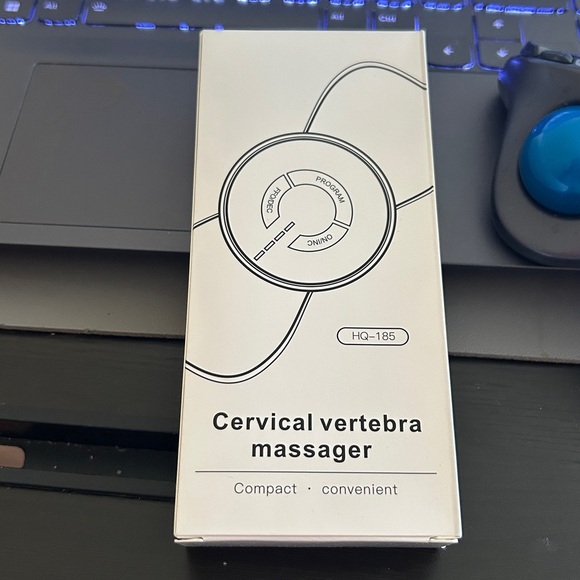 PROGRAM
FF/DEC
ON/INC
HQ-185
Cervical vertebra
massager
Compact · convenient